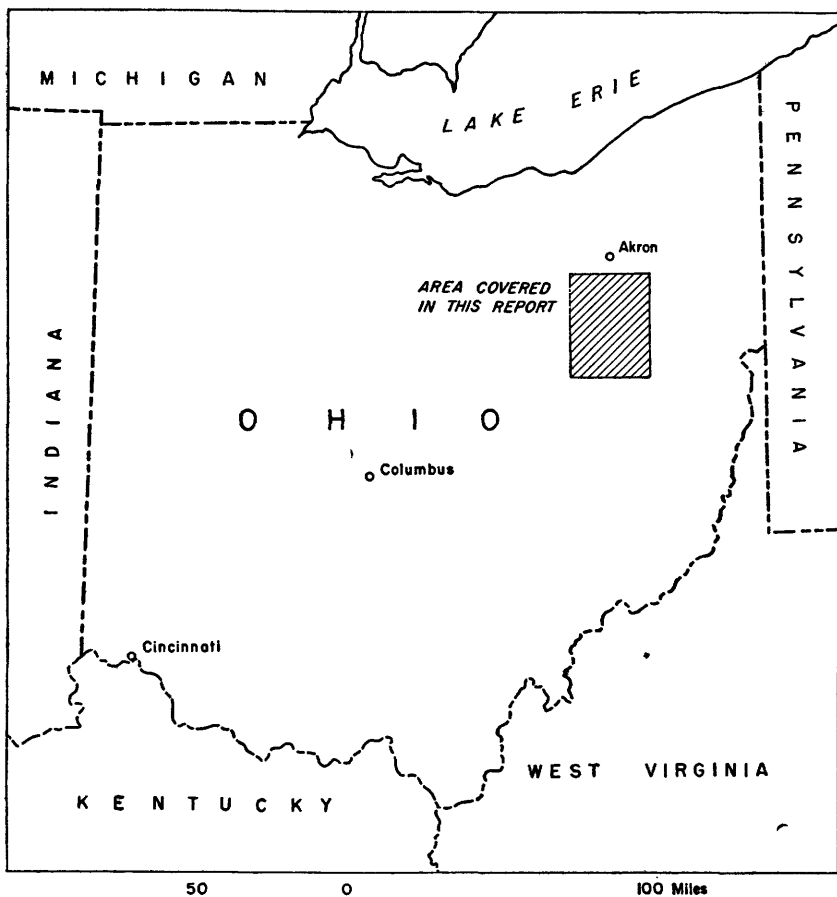 MICHIGAN
LAKE ERIE
PENNSYLVANIA
Akron
AREA COVERED
IN THIS REPORT
INDIANA
OHIO
Columbus
Cincinnati
WEST VIRGINIA
KENTUCKY
50 0 100 Miles